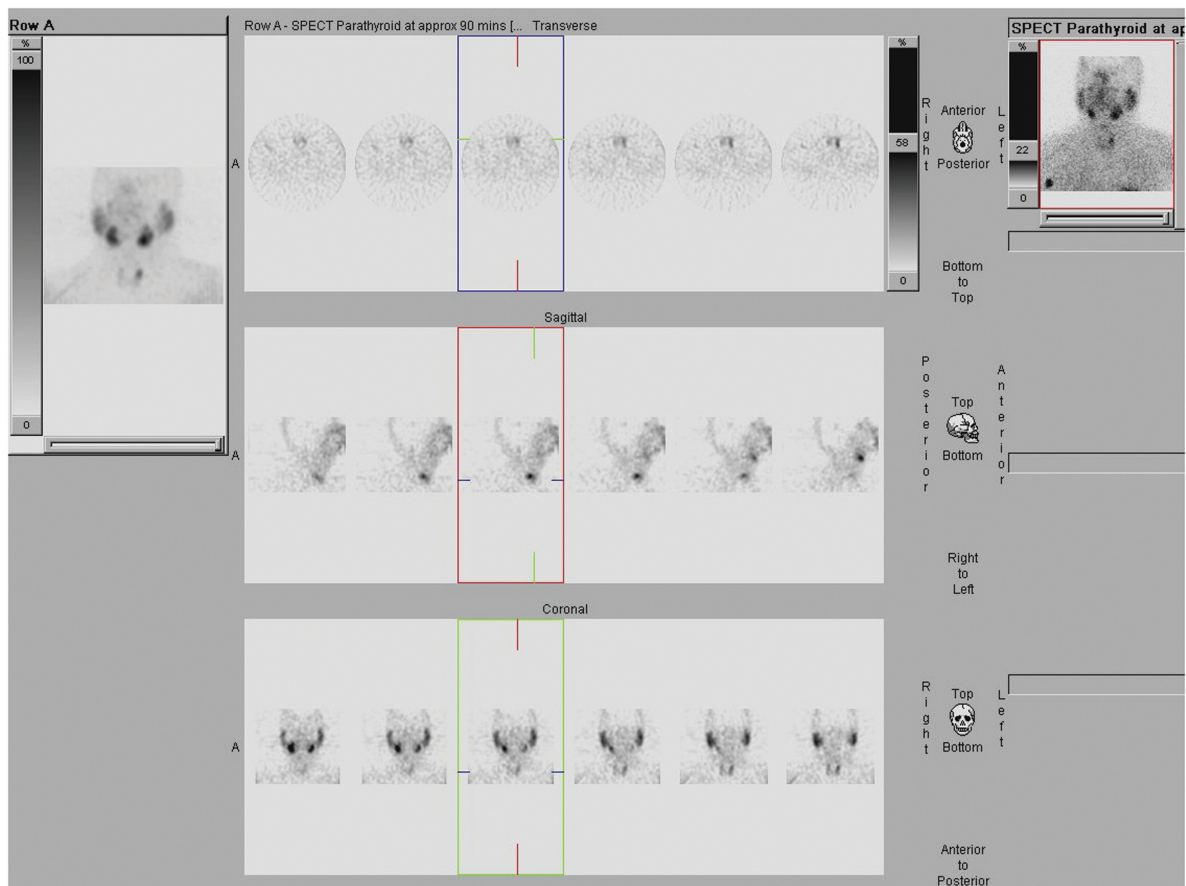 Row A
%
100
0
Row A - SPECT Parathyroid at approx 90 mins [... Transverse
A
%
58
0
Right
Anterior
Posterior
Left
Bottom
to
Top
SPECT Parathyroid at ap
%
22
0
Sagittal
A
Posterior
Top
Bottom
Anterior
Right
to
Left
Coronal
A
Right
Top
Bottom
Left
Anterior
to
Posterior